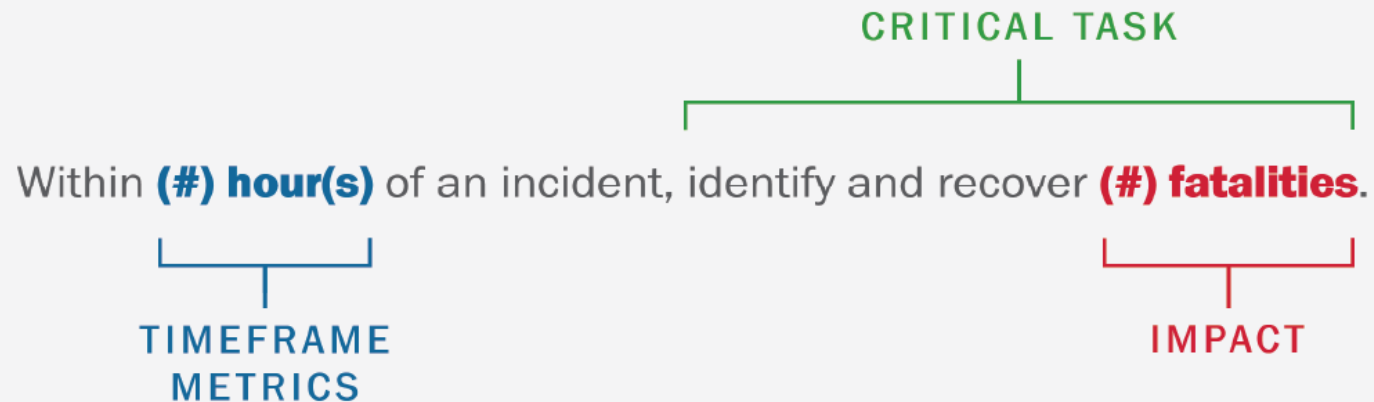 CRITICAL TASK
Within (#) hour(s) of an incident, identify and recover (#) fatalities.
TIMEFRAME
METRICS
IMPACT